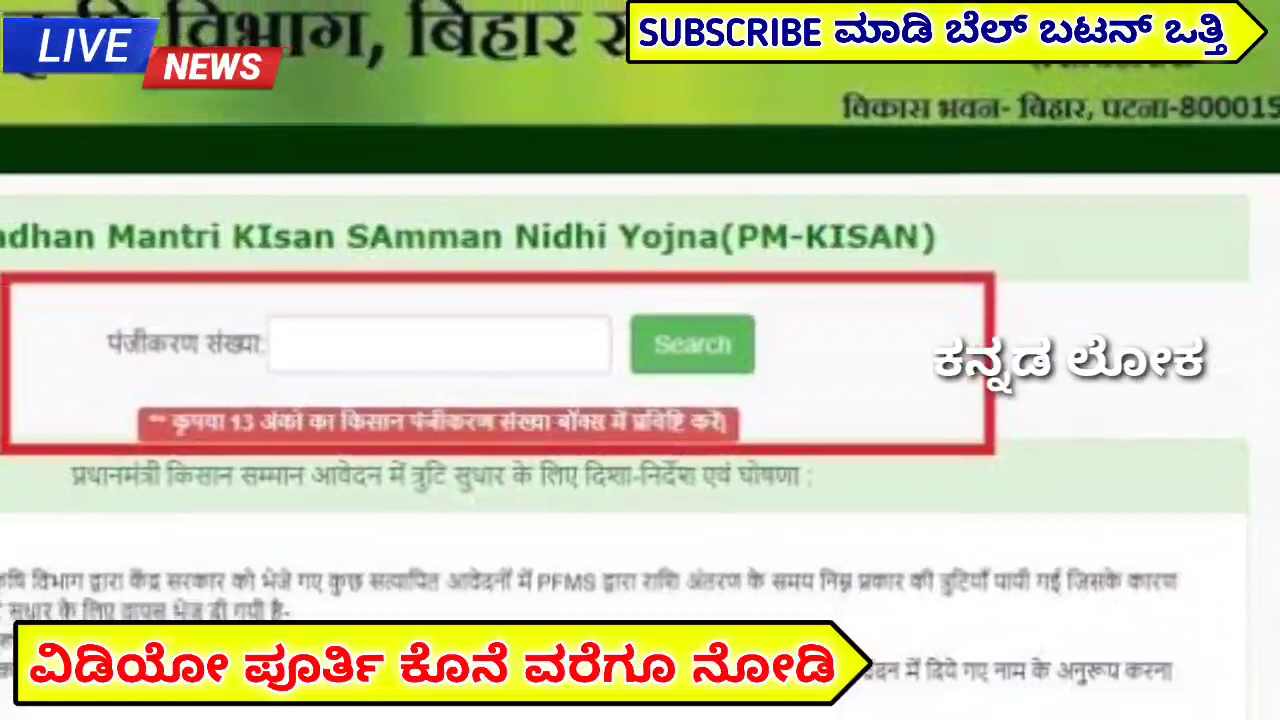 LIVE
NEWS
विभाग, बिहार
SUBSCRIBE ಮಾಡಿ ಬೆಲ್ ಬಟನ್ ಒತ್ತಿ
विकास भवन- बिहार, पटना-800015
adhan Mantri KIsan SAmman Nidhi Yojna(PM-KISAN)
पंजीकरण संख्या:
Search
ಕನ್ನಡ ಲೋಕ
** कृपया 13 अंको का किसान पंजीकरण संख्या बॉक्स में प्रविष्टि करें|
प्रधानमंत्री किसान सम्मान आवेदन में त्रुटि सुधार के लिए दिशा-निर्देश एवं घोषणा :
कृषि विभाग द्वारा केंद्र सरकार को भेजे गए कुछ सत्यापित आवेदनों में PFMS द्वारा राशि अंतरण के समय निम्न प्रकार की त्रुटियाँ पायी गई जिसके कारण
सुधार के लिए वापस भेज दी गयी है-
ವಿಡಿಯೋ ಪೂರ್ತಿ ಕೊನೆ ವರೆಗೂ ನೋಡಿ
में दिये गए नाम के अनुरूप करना